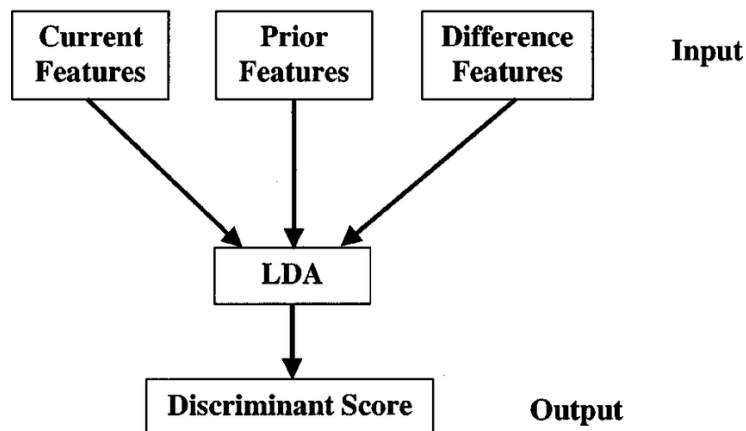 Current
Features
Prior
Features
Difference
Features
Input
LDA
Discriminant Score
Output